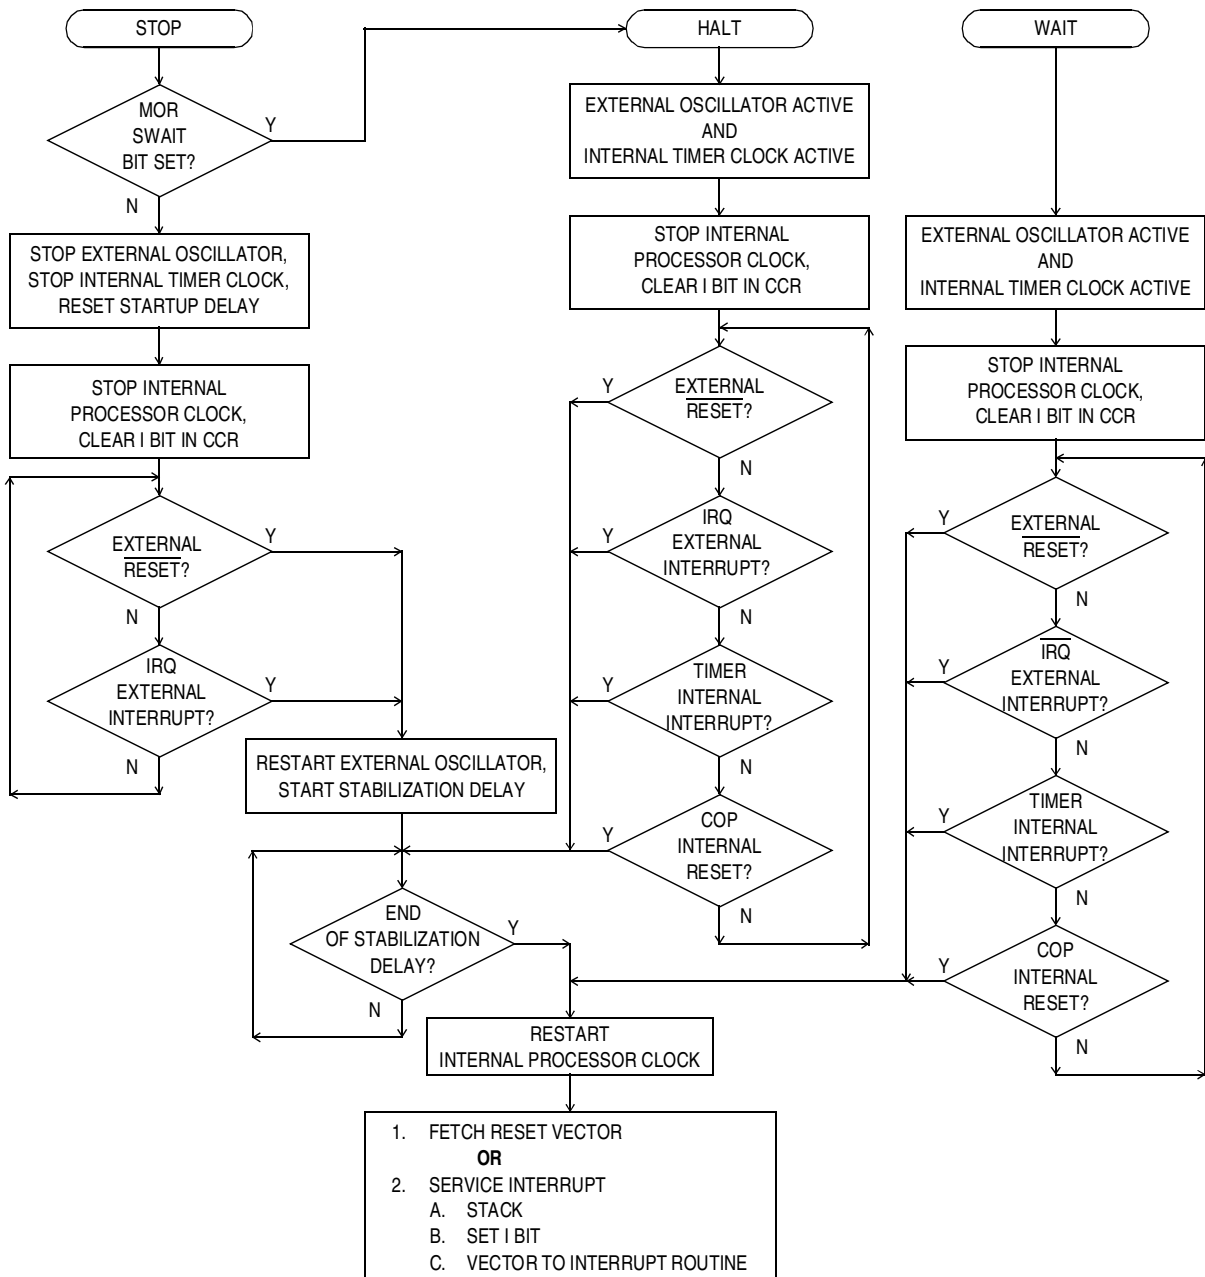 STOP
MOR
SWAIT
BIT SET?
Y
N
STOP EXTERNAL OSCILLATOR,
STOP INTERNAL TIMER CLOCK,
RESET STARTUP DELAY
STOP INTERNAL
PROCESSOR CLOCK,
CLEAR I BIT IN CCR
EXTERNAL
RESET?
Y
N
IRQ
EXTERNAL
INTERRUPT?
Y
N
RESTART EXTERNAL OSCILLATOR,
START STABILIZATION DELAY
END
OF STABILIZATION
DELAY?
Y
N
HALT
EXTERNAL OSCILLATOR ACTIVE
AND
INTERNAL TIMER CLOCK ACTIVE
STOP INTERNAL
PROCESSOR CLOCK,
CLEAR I BIT IN CCR
EXTERNAL
RESET?
Y
N
IRQ
EXTERNAL
INTERRUPT?
Y
N
TIMER
INTERNAL
INTERRUPT?
Y
N
COP
INTERNAL
RESET?
Y
N
WAIT
EXTERNAL OSCILLATOR ACTIVE
AND
INTERNAL TIMER CLOCK ACTIVE
STOP INTERNAL
PROCESSOR CLOCK,
CLEAR I BIT IN CCR
EXTERNAL
RESET?
Y
N
IRQ
EXTERNAL
INTERRUPT?
Y
N
TIMER
INTERNAL
INTERRUPT?
Y
N
COP
INTERNAL
RESET?
Y
N
RESTART
INTERNAL PROCESSOR CLOCK
1. FETCH RESET VECTOR
OR
2. SERVICE INTERRUPT
A. STACK
B. SET I BIT
C. VECTOR TO INTERRUPT ROUTINE